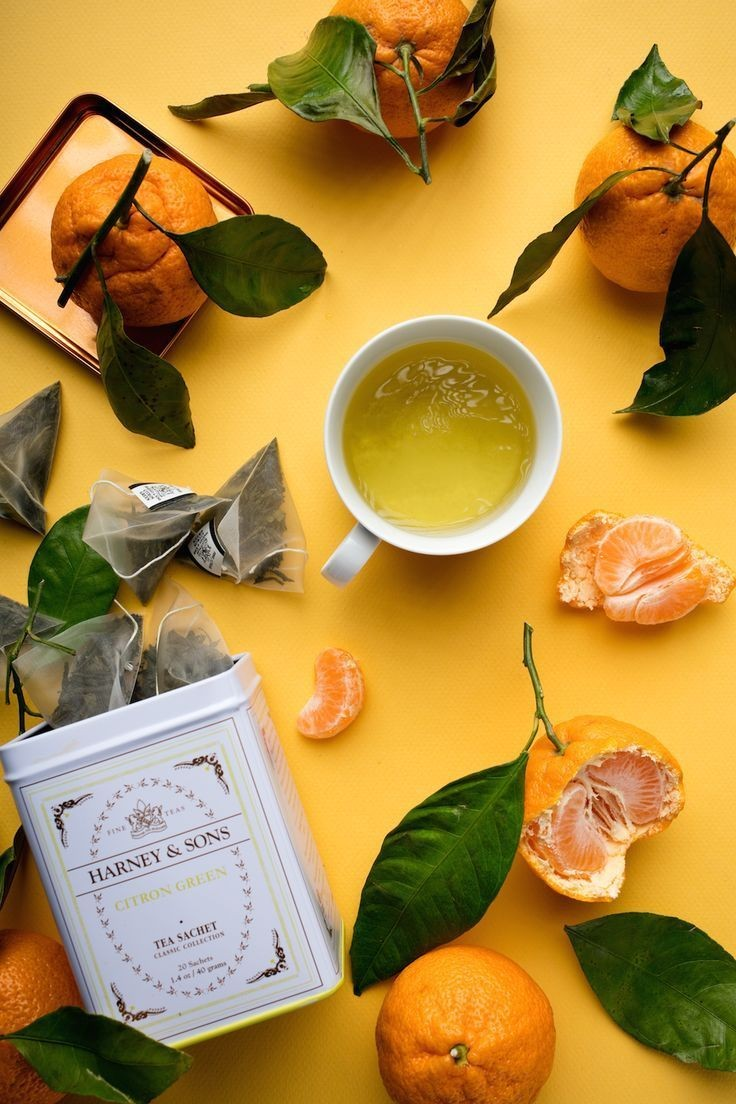 FINE TEAS
HARNEY & SONS
CITRON GREEN
TEA SACHET
CLASSIC COLLECTION
20 Sachets
1.4 oz / 40 grams